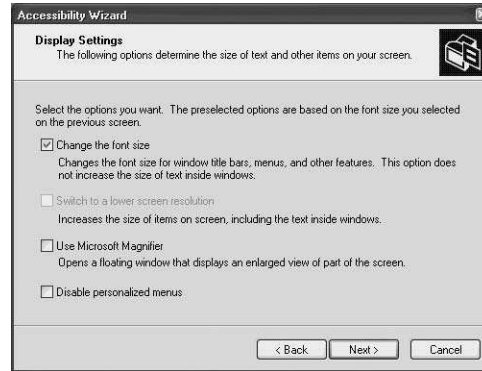 Accessibility Wizard
Display Settings
The following options determine the size of text and other items on your screen.
Select the options you want. The preselected options are based on the font size you selected
on the previous screen.
Change the font size
Changes the font size for window title bars, menus, and other features. This option does
not increase the size of text inside windows.
Switch to a lower screen resolution
Increases the size of items on screen, including the text inside windows.
Use Microsoft Magnifier
Opens a floating window that displays an enlarged view of part of the screen.
Disable personalized menus
< Back Next > Cancel